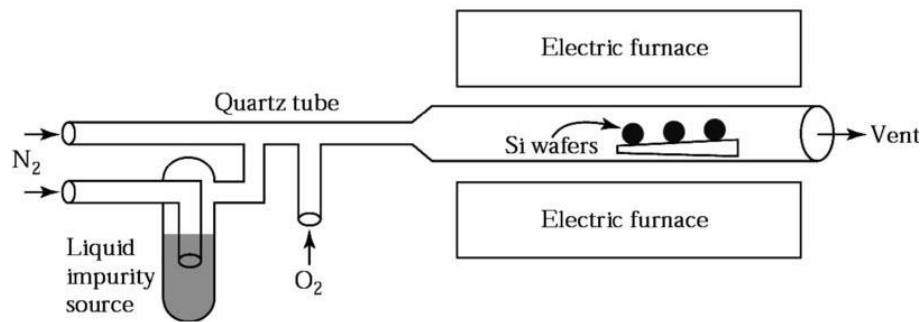 Electric furnace
Quartz tube
N₂
Si wafers
Vent
Liquid
impurity
source
O₂
Electric furnace